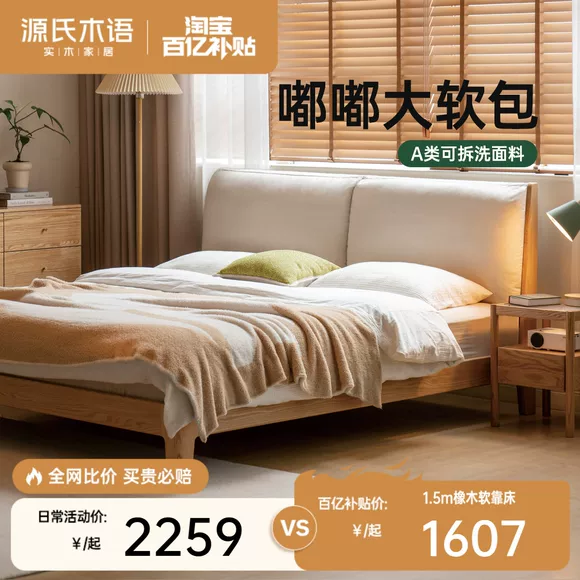 源氏木语
实木家居
淘宝
百亿补贴
嘟嘟大软包
A类可拆洗面料
全网比价 买贵必赔
日常活动价:
¥/起
2259
VS
百亿补贴价:
¥/起
1.5m橡木软靠床
1607